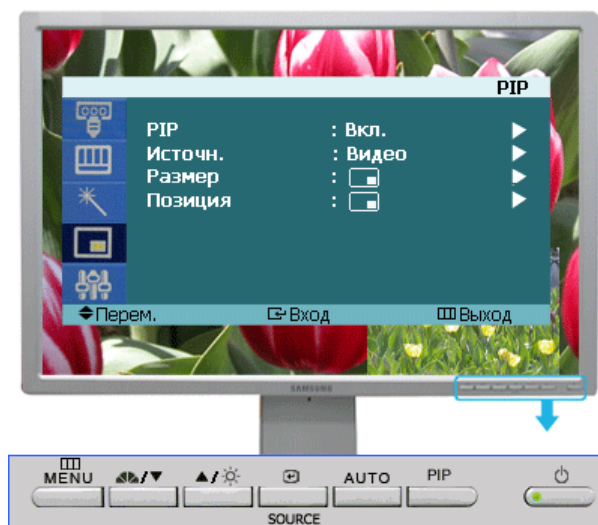 PIP
PIP : Вкл.
Источн. : Видео
Размер :
Позиция :
Перем. Вход Выход
SAMSUNG
MENU AUTO PIP
SOURCE